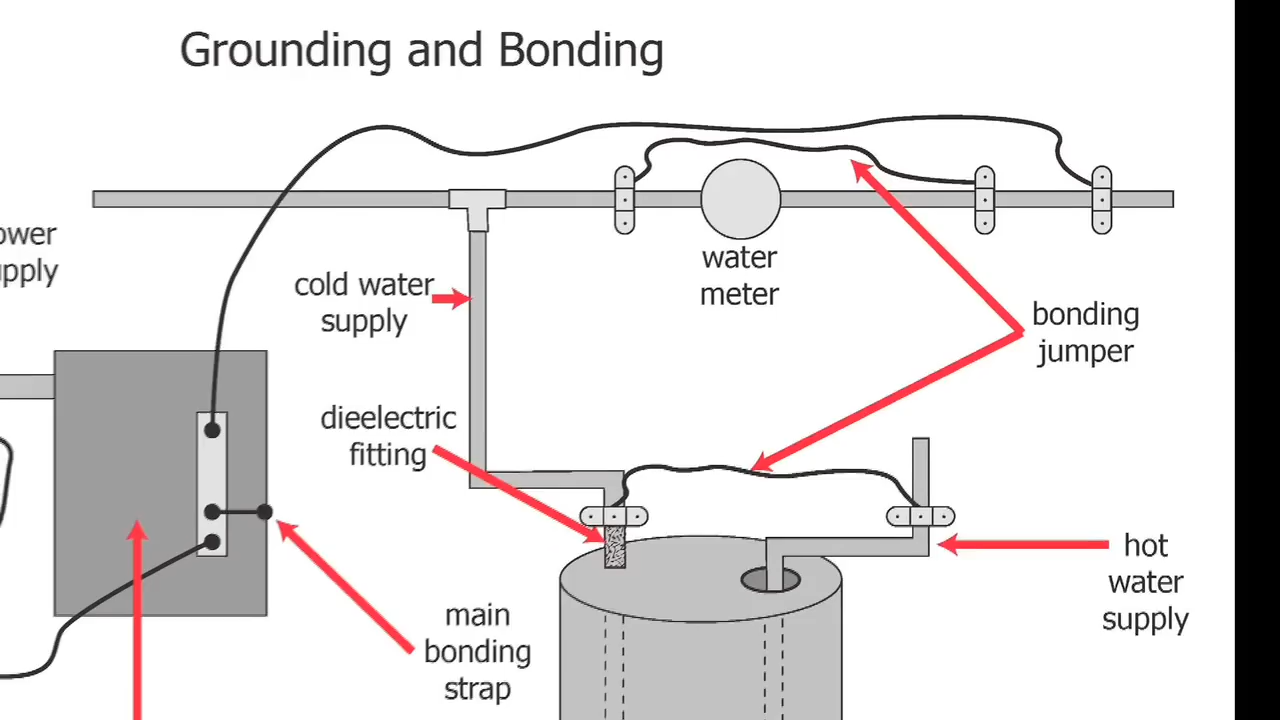 Grounding and Bonding
ower
upply
cold water
supply
water
meter
bonding
jumper
dieelectric
fitting
main
bonding
strap
hot
water
supply